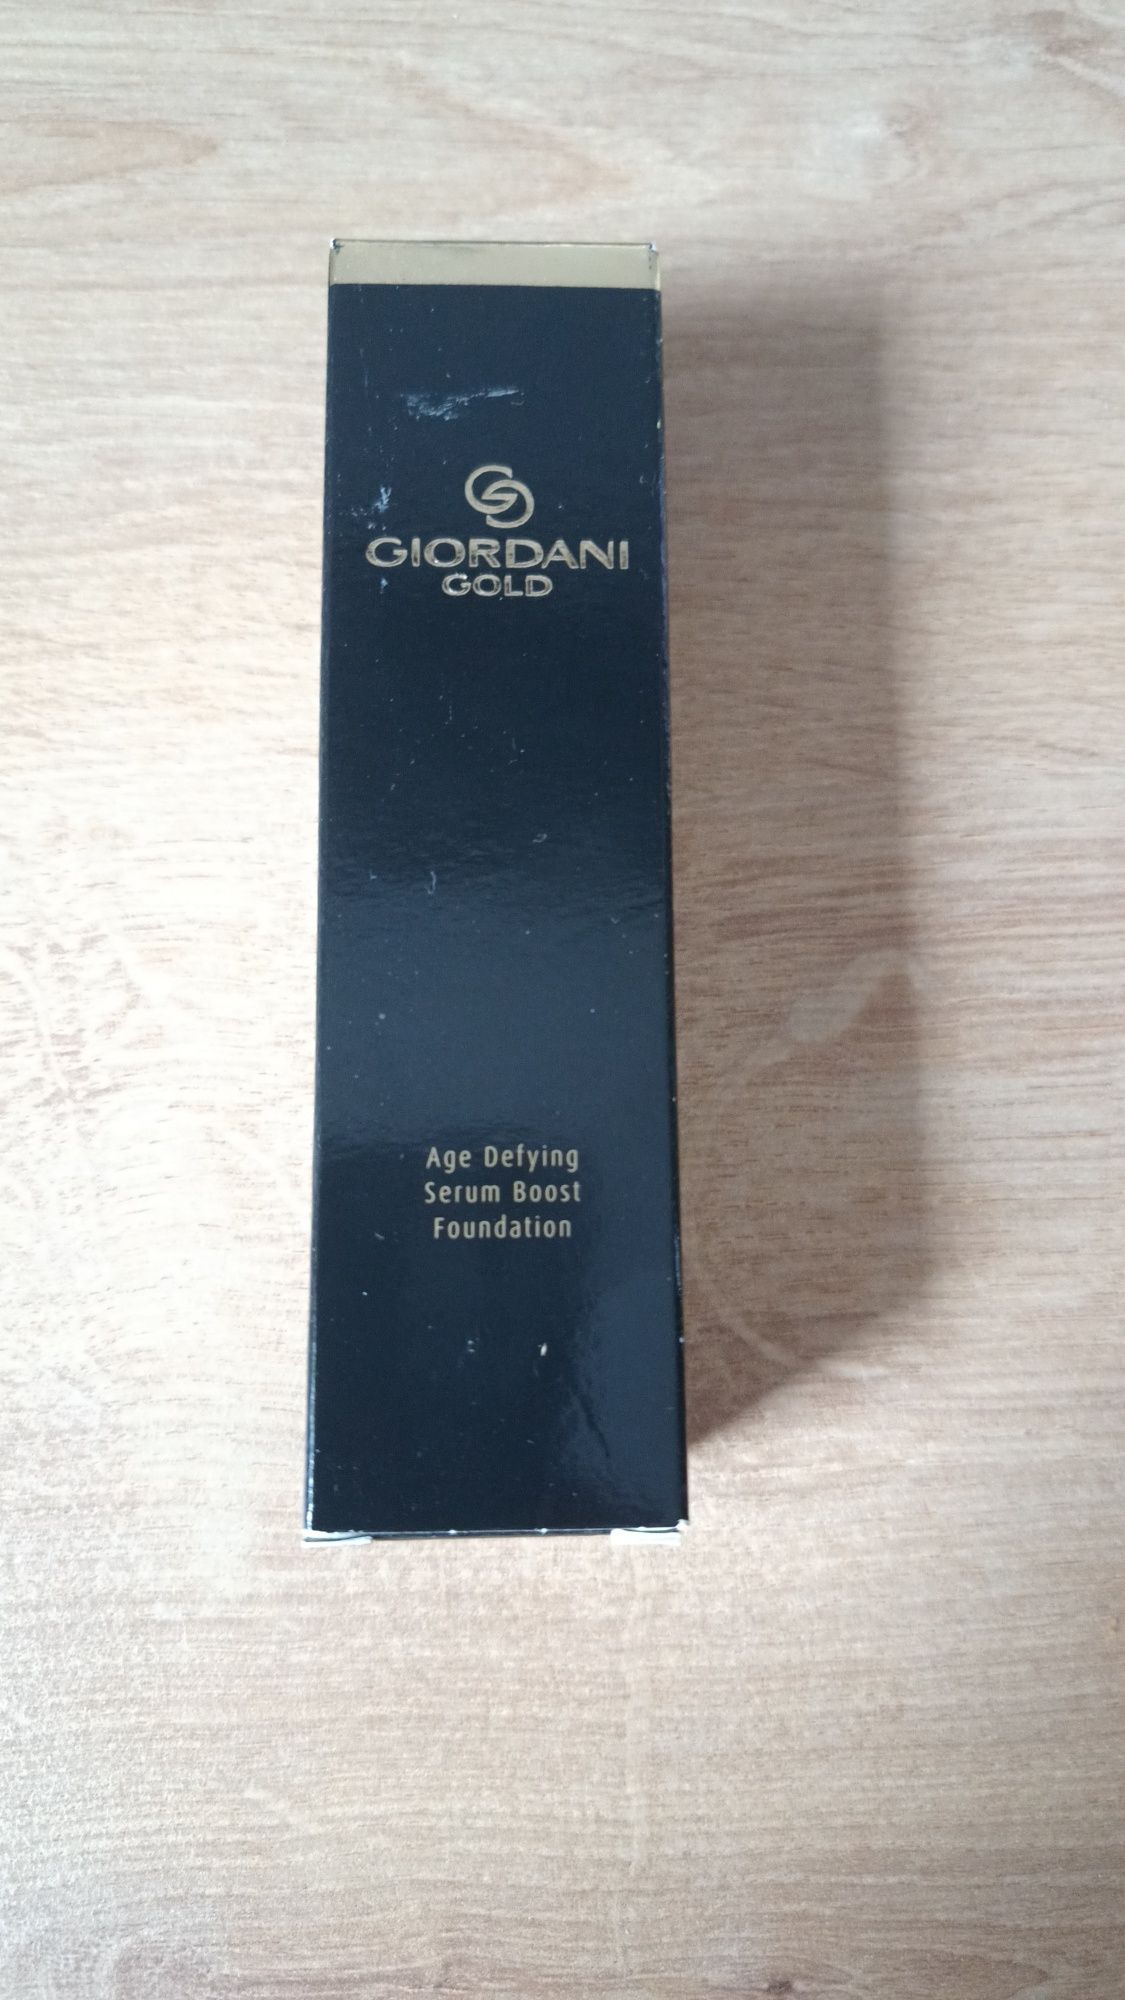 GIORDANI
GOLD
Age Defying
Serum Boost
Foundation